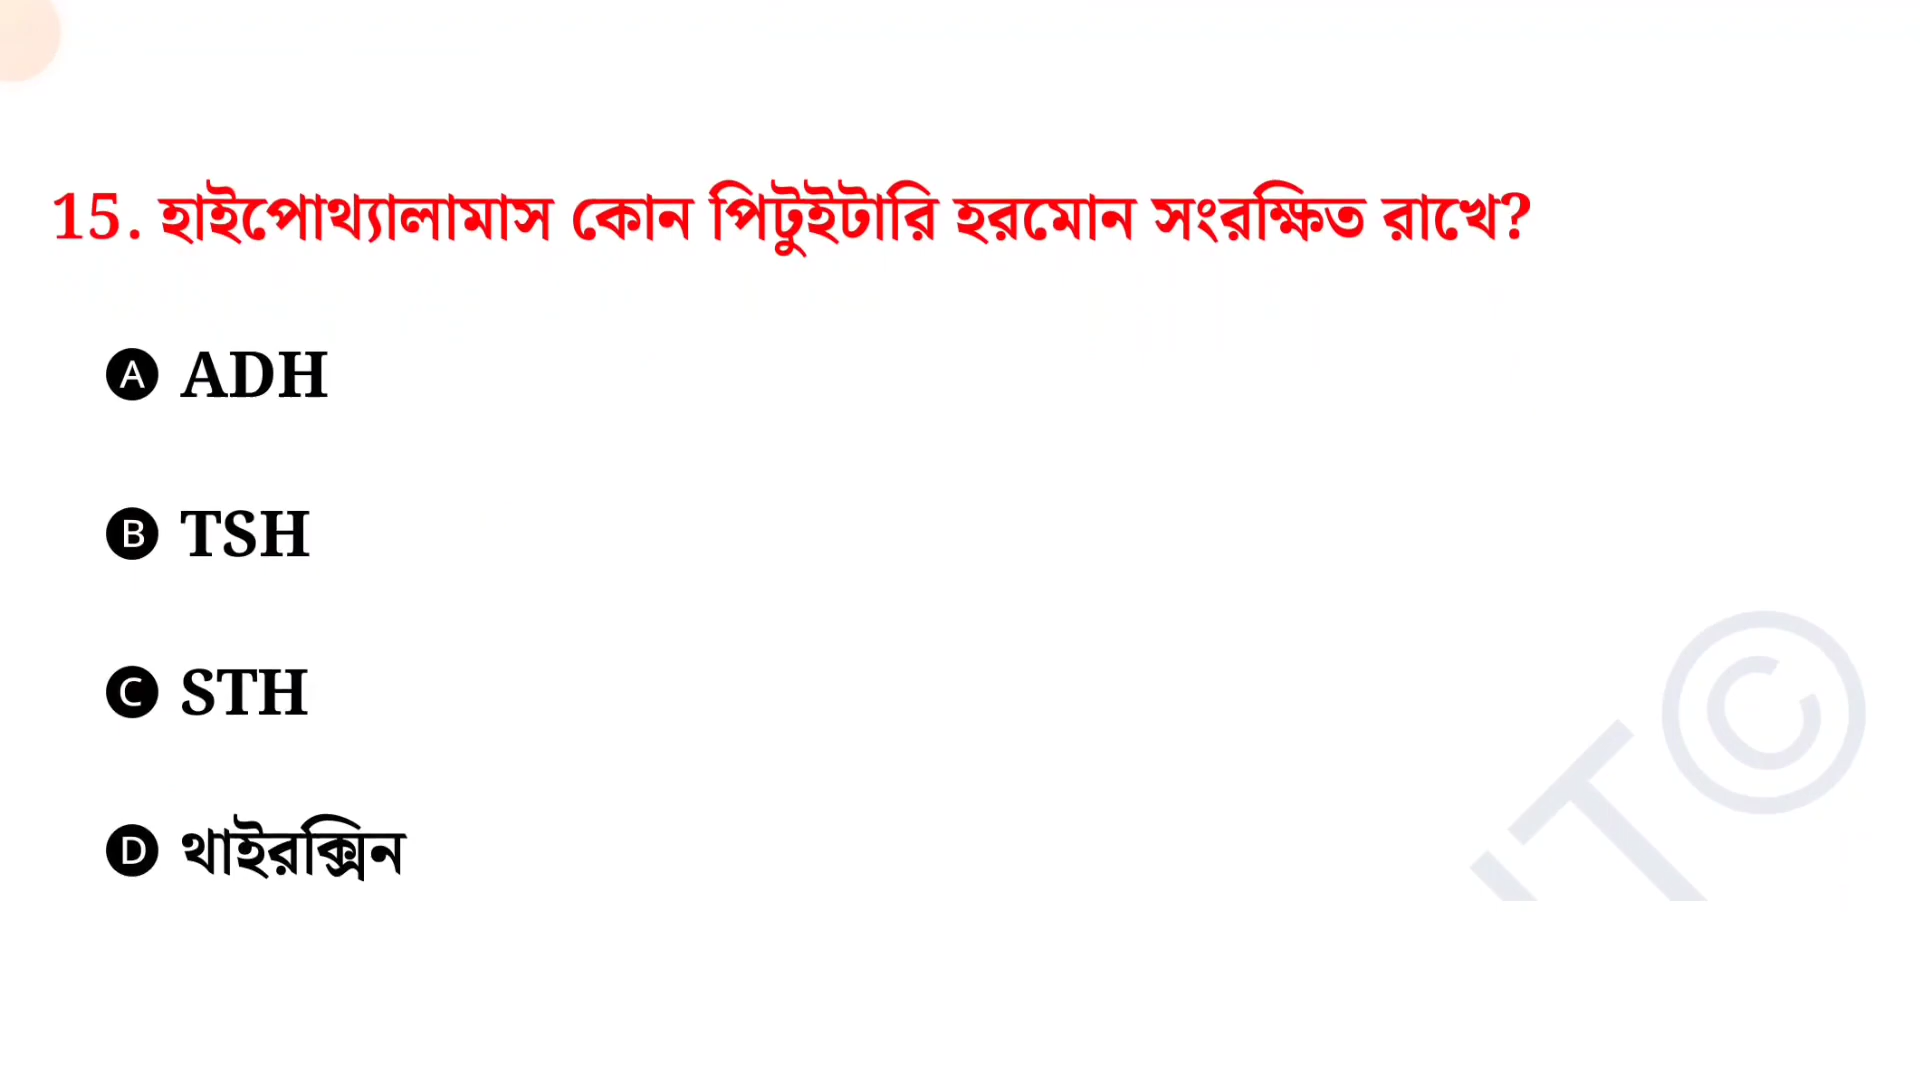 15. হাইপোথ্যালামাস কোন পিটুইটারি হরমোন সংরক্ষিত রাখে?
A ADH
B TSH
C STH
D থাইরক্সিন
T©